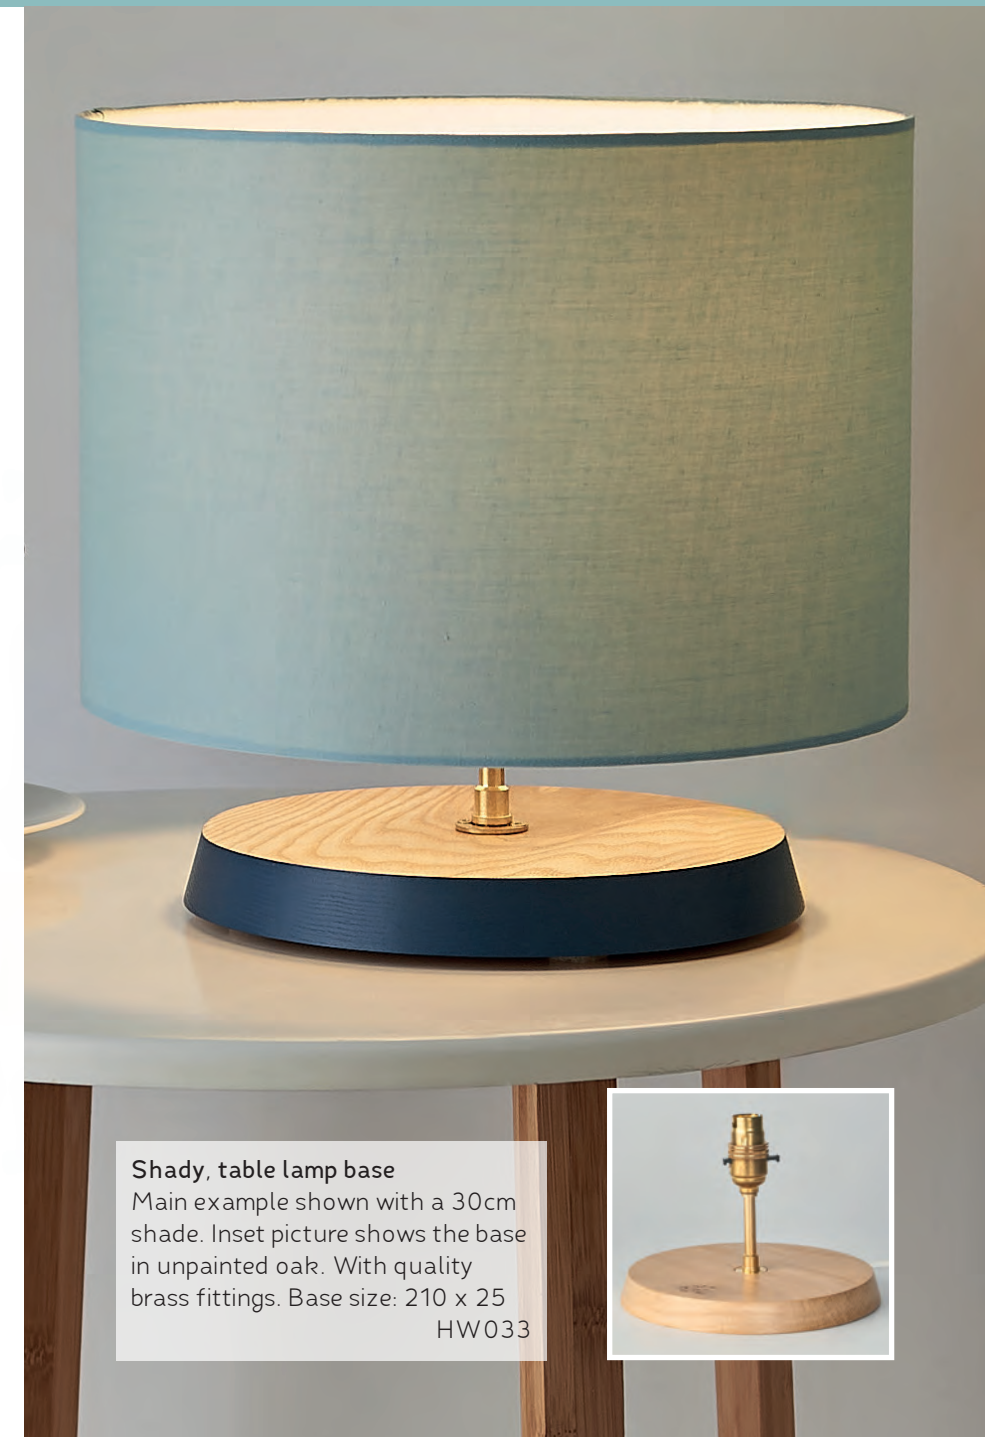 Shady, table lamp base
Main example shown with a 30cm
shade. Inset picture shows the base
in unpainted oak. With quality
brass fittings. Base size: 210 x 25
HW033